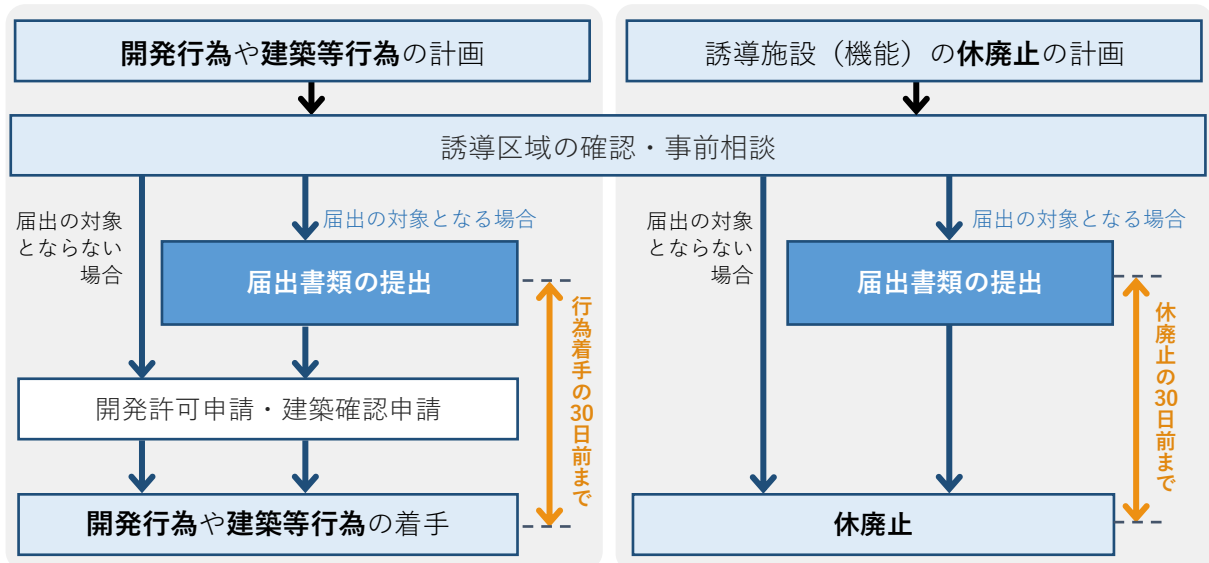 開発行為や建築等行為の計画
誘導施設（機能）の休廃止の計画
誘導区域の確認・事前相談
届出の対象
とならない
場合
届出の対象となる場合
届出書類の提出
行為着手の30日前まで
開発許可申請・建築確認申請
開発行為や建築等行為の着手
届出の対象
とならない
場合
届出の対象となる場合
届出書類の提出
休廃止の30日前まで
休廃止